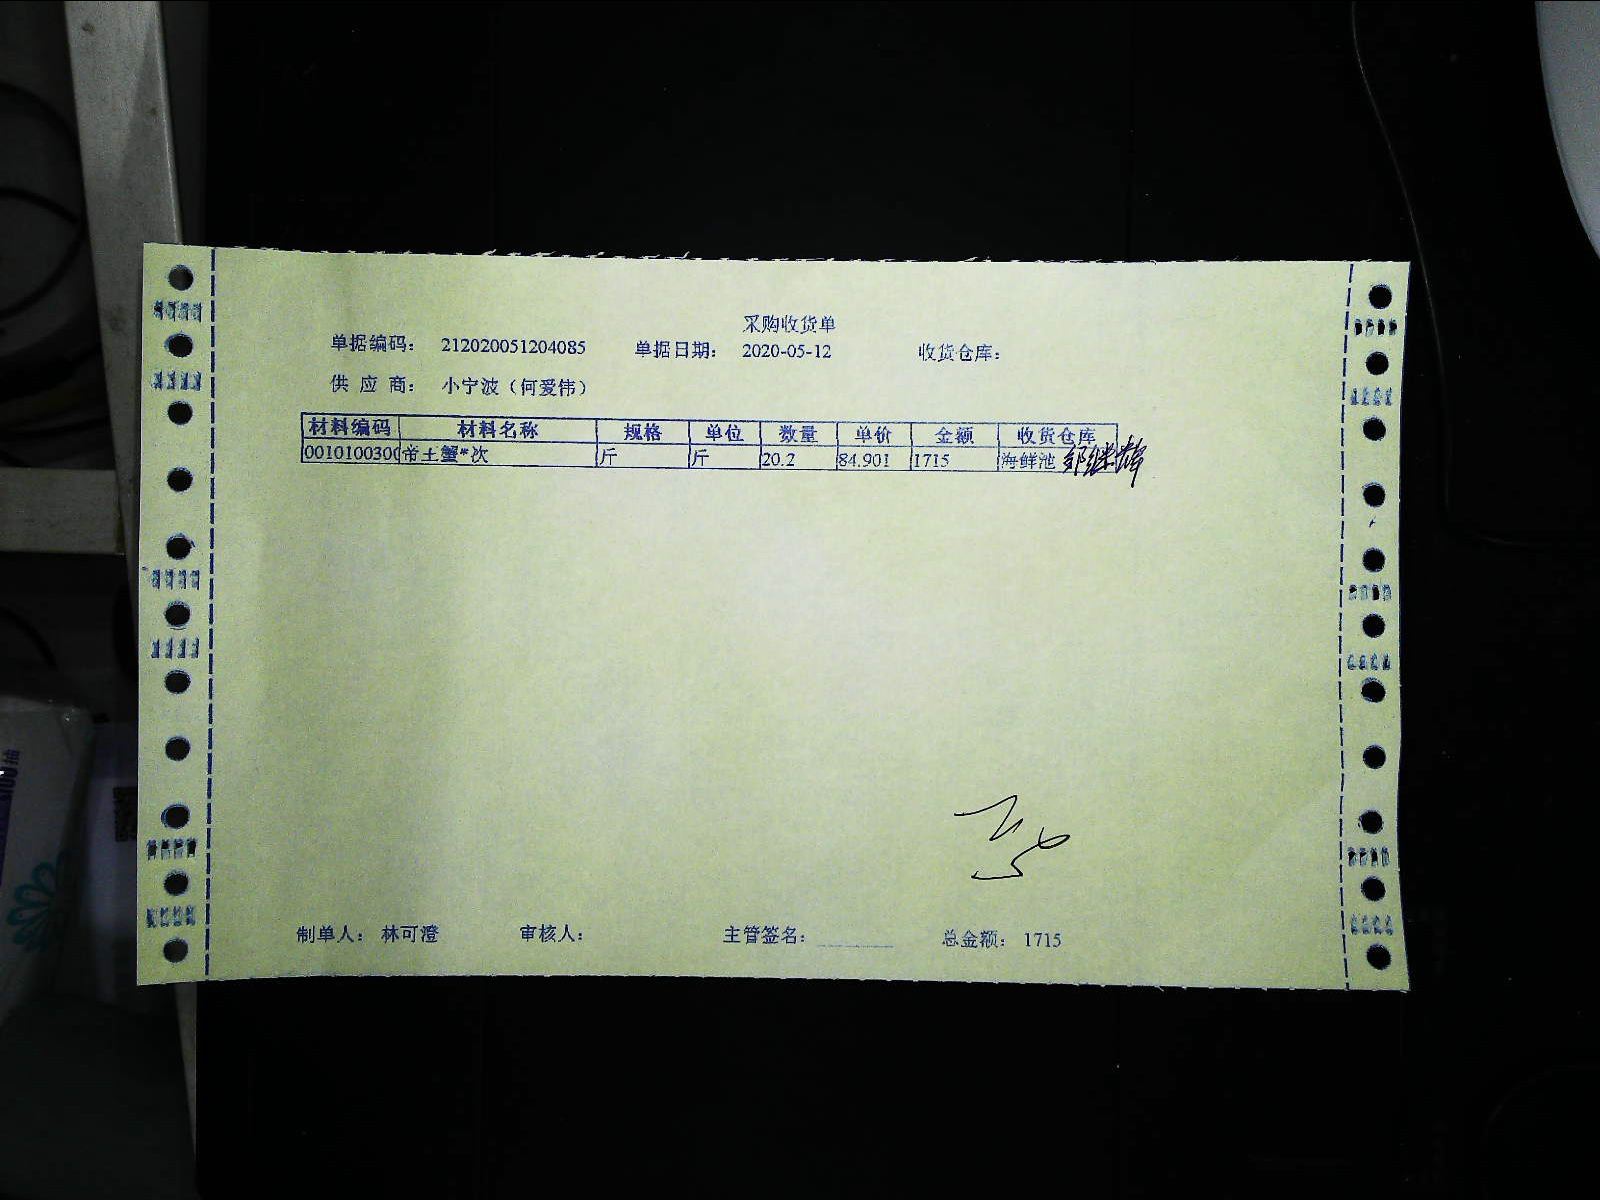 采购收货单
单据编码： 212020051204085 单据日期： 2020-05-12 收货仓库：
供 应 商： 小宁波（何爱伟）
材料编码 材料名称 规格 单位 数量 单价 金额 收货仓库
0010100300 帝王蟹*次 斤 斤 20.2 84.901 1715 海鲜池
制单人： 林可澄 审核人： 主管签名： 总金额： 1715